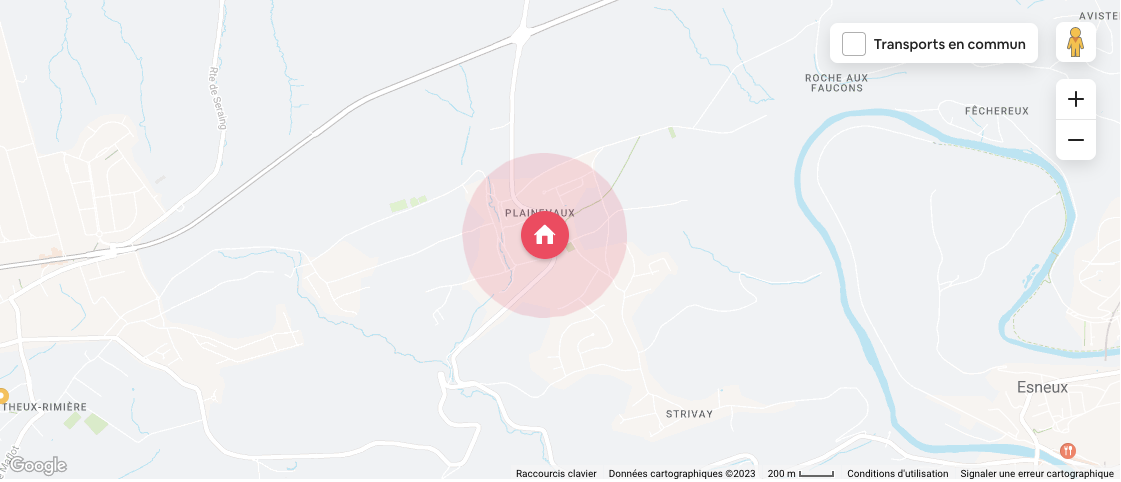 AVISTE
Transports en commun
ROCHE AUX
FAUCONS
Rte de Seraing
FÊCHEREUX
PLAINEVAUX
Esneux
THEUX-RIMIÈRE
STRIVAY
Google
Raccourcis clavier
Données cartographiques ©2023
200 m
Conditions d'utilisation
Signaler une erreur cartographique